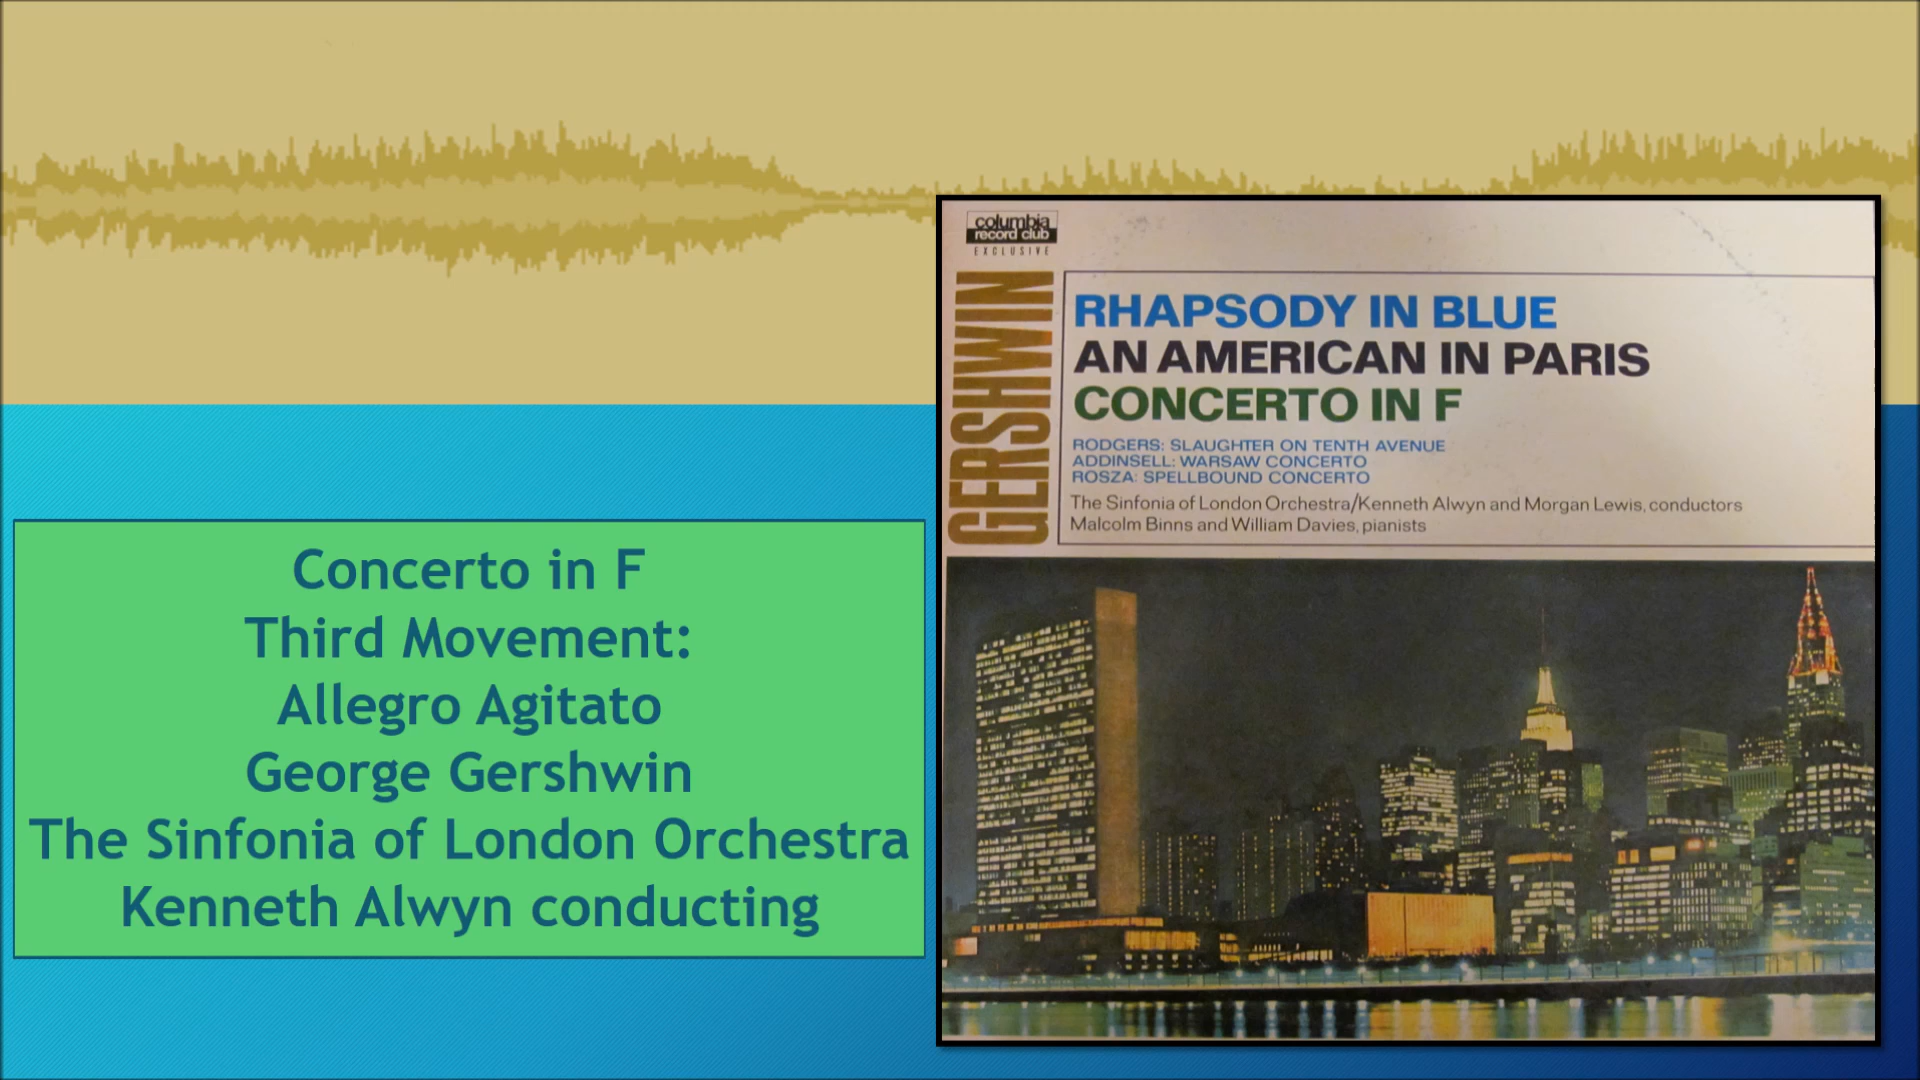 columbia
record club
EXCLUSIVE
GERSHWIN
RHAPSODY IN BLUE
AN AMERICAN IN PARIS
CONCERTO IN F
RODGERS: SLAUGHTER ON TENTH AVENUE
ADDINSELL: WARSAW CONCERTO
ROSZA: SPELLBOUND CONCERTO
The Sinfonia of London Orchestra/Kenneth Alwyn and Morgan Lewis, conductors
Malcolm Binns and William Davies, pianists
Concerto in F
Third Movement:
Allegro Agitato
George Gershwin
The Sinfonia of London Orchestra
Kenneth Alwyn conducting